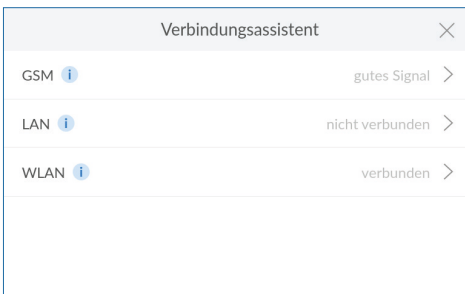 Verbindungsassistent
GSM i gutes Signal
LAN i nicht verbunden
WLAN i verbunden